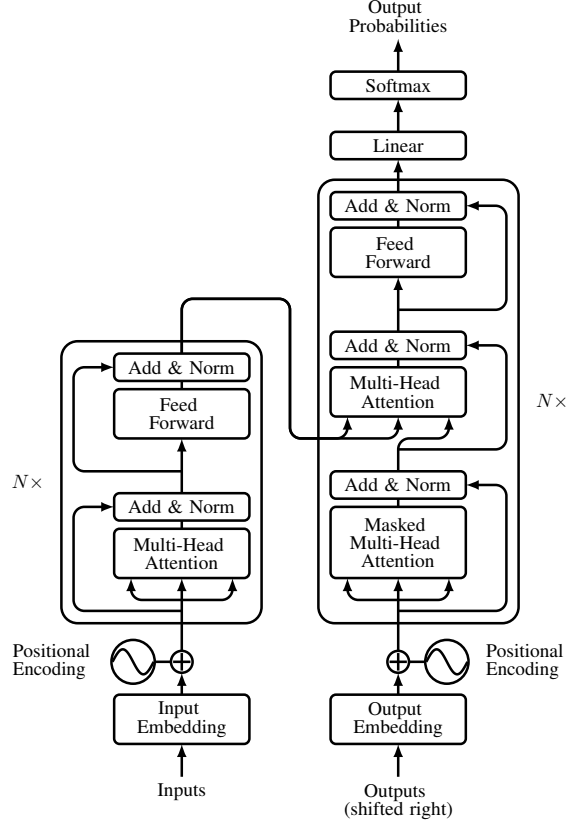 Output
Probabilities
Softmax
Linear
Add & Norm
Feed
Forward
Add & Norm
Multi-Head
Attention
N×
Add & Norm
Masked
Multi-Head
Attention
Add & Norm
Feed
Forward
N×
Add & Norm
Multi-Head
Attention
Positional
Encoding
Positional
Encoding
Input
Embedding
Output
Embedding
Inputs
Outputs
(shifted right)